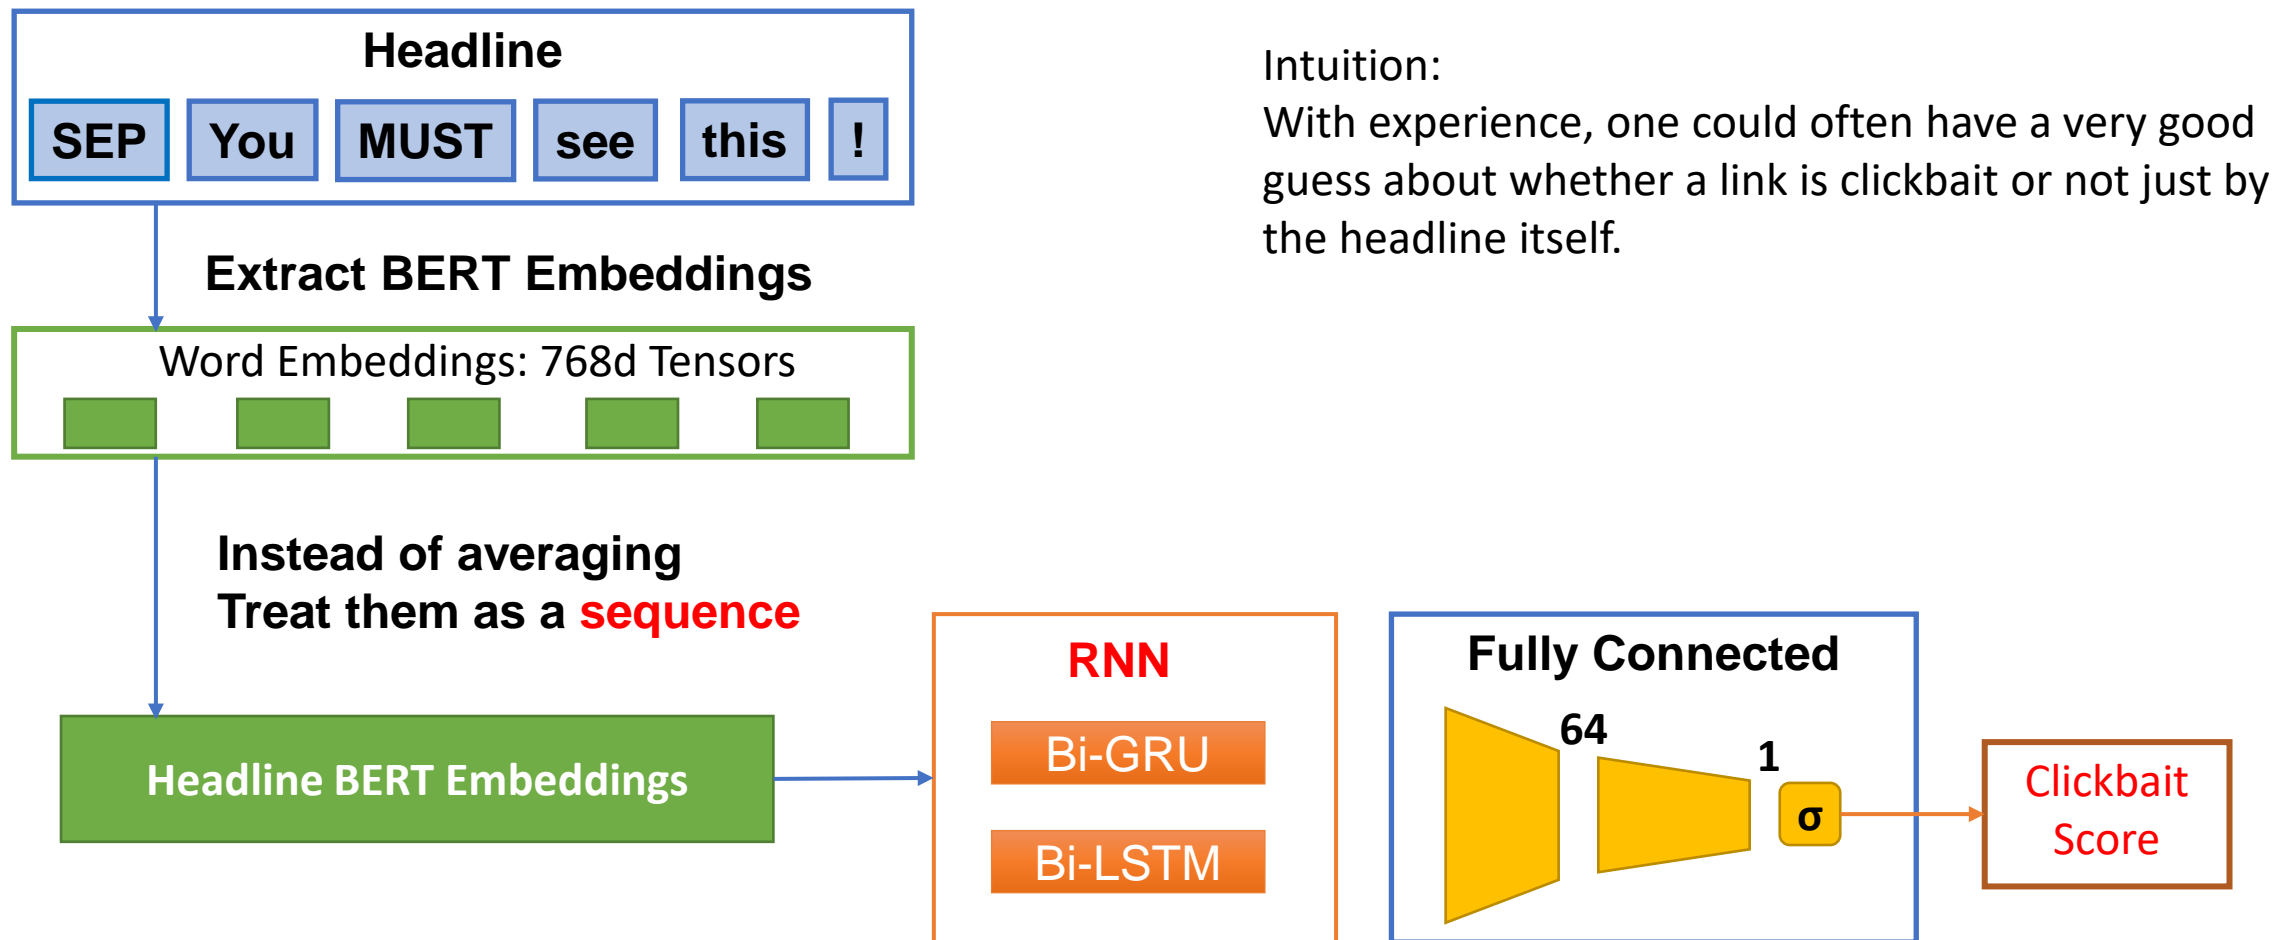 Headline
SEP You MUST see this !
Extract BERT Embeddings
Word Embeddings: 768d Tensors
Instead of averaging
Treat them as a sequence
Headline BERT Embeddings
Intuition:
With experience, one could often have a very good
guess about whether a link is clickbait or not just by
the headline itself.
RNN
Bi-GRU
Bi-LSTM
Fully Connected
64
1
σ
Clickbait
Score